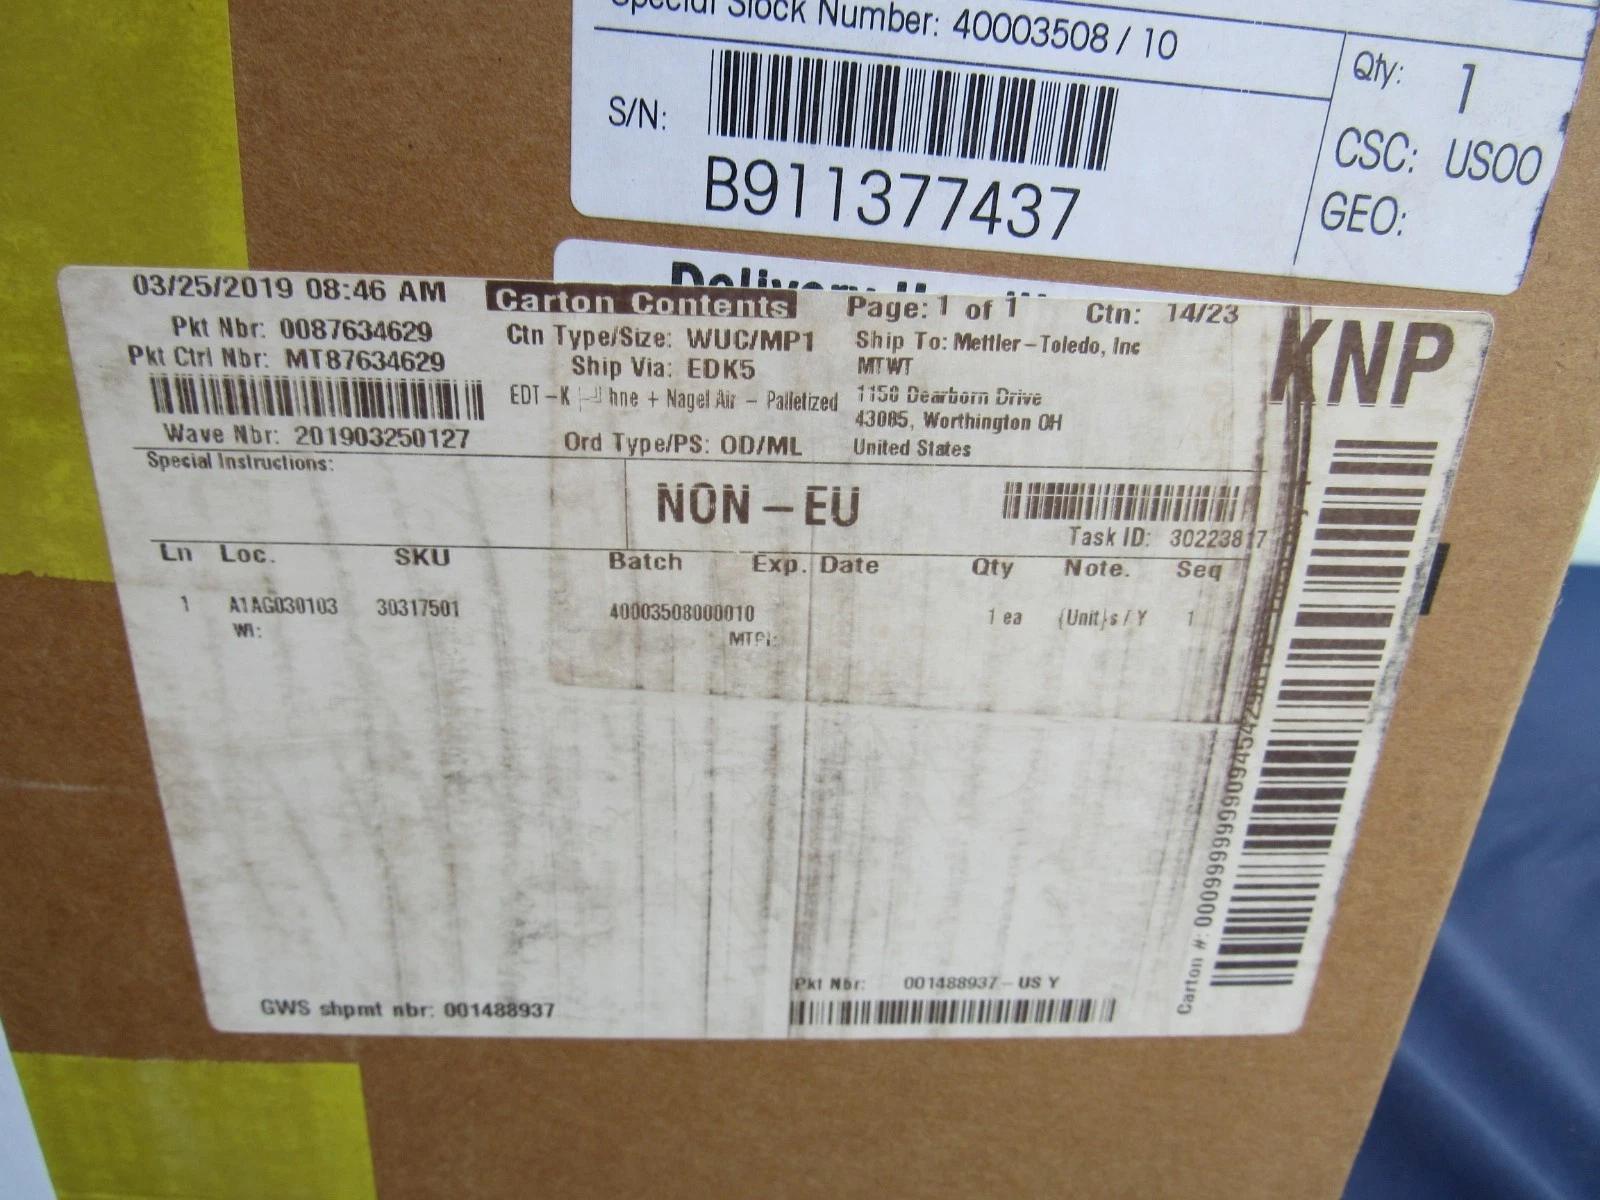 Special Stock Number: 40003508 / 10
Qty: 1
S/N:
CSC: US00
B911377437
GEO:
03/25/2019 08:46 AM Carton Contents Page: 1 of 1 Ctn: 14/23
Pkt Nbr: 0087634629 Ctn Type/Size: WUC/MP1 Ship To: Mettler-Toledo, Inc
KNP
Pkt Ctrl Nbr: MT87634629 Ship Via: EDK5 MTWT
EDT-K hne + Nagel Air - Palletized 1150 Dearborn Drive
43085, Worthington OH
Wave Nbr: 201903250127 Ord Type/PS: OD/ML United States
Special Instructions:
NON-EU
Task ID: 30223817
Ln Loc. SKU Batch Exp. Date Qty Note. Seq
1 A1AG030103 30317501 40003508000010 1 ea {Unit}s / Y 1
WI: MTPI:
Carton #:
Pkt Nbr: 001488937-US Y
GWS shpmt nbr: 001488937